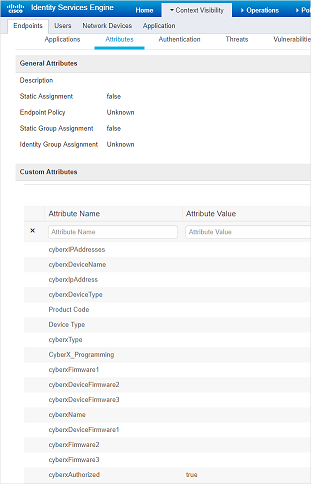 cisco Identity Services Engine Home Context Visibility Operations Po
Endpoints Users Network Devices Application
Applications Attributes Authentication Threats Vulnerabilitie
General Attributes
Description
Static Assignment false
Endpoint Policy Unknown
Static Group Assignment false
Identity Group Assignment Unknown
Custom Attributes
Attribute Name Attribute Value
Attribute Name Attribute Value
cyberxIPAddresses
cyberxDeviceName
cyberxIpAddress
cyberxDeviceType
Product Code
Device Type
cyberxType
CyberX_Programming
cyberxFirmware1
cyberxDeviceFirmware2
cyberxDeviceFirmware3
cyberxName
cyberxDeviceFirmware1
cyberxFirmware2
cyberxFirmware3
cyberxAuthorized true